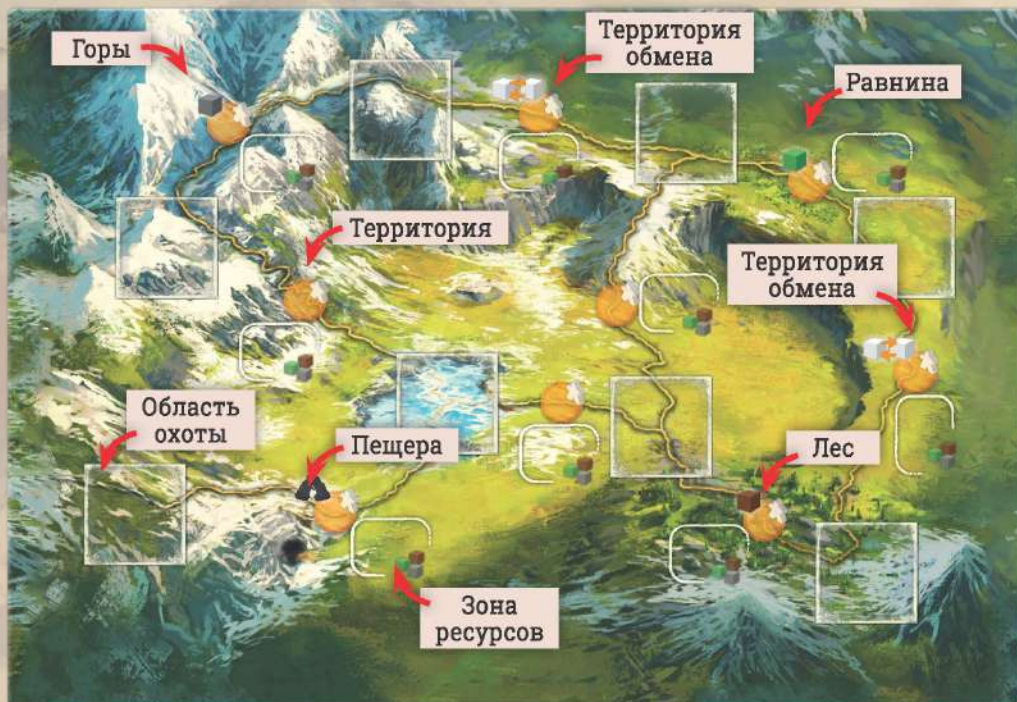 Горы
Территория
обмена
Равнина
Территория
Территория
обмена
Область
охоты
Пещера
Лес
Зона
ресурсов